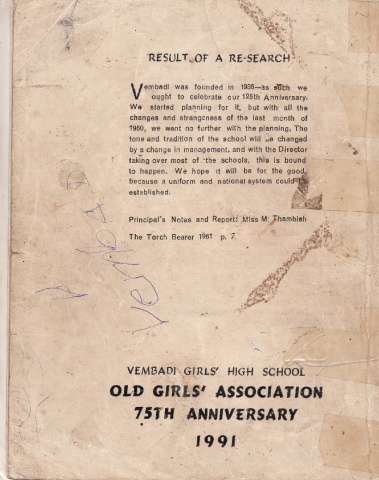 RESULT OF A RE-SEARCH
Vembadi was founded in 1936—as such we
ought to celebrate our 125th Anniversary.
We started planning for it, but with all the
changes and strangeness of the last month of
1960, we went no further with the planning. The
tone and tradition of the school will be changed
by a change in management, and with the Director
taking over most of the schools, this is bound
to happen. We hope it will be for the good,
because a uniform and national system could be
established.
Principal's Notes and Report: Miss M. Thambiah
The Torch Bearer 1961 p. 7.
VEMBADI GIRLS' HIGH SCHOOL
OLD GIRLS' ASSOCIATION
75TH ANNIVERSARY
1991